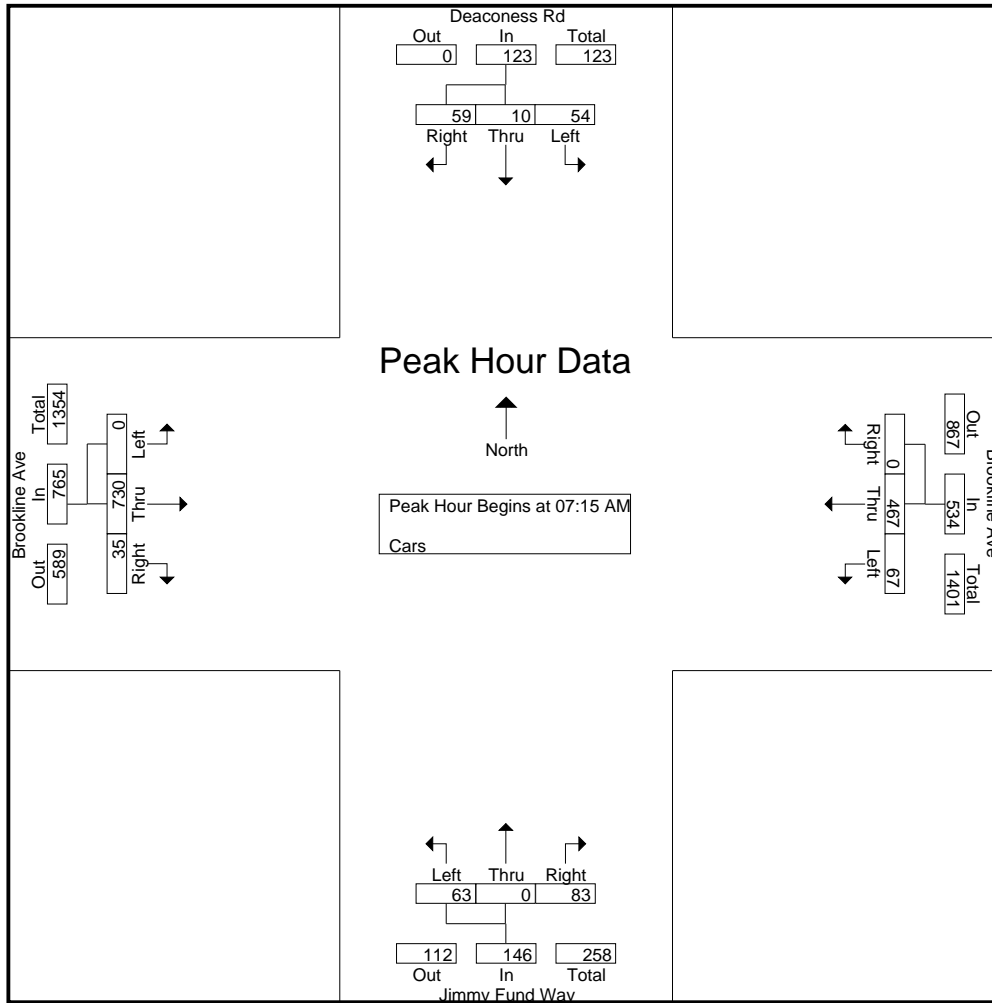 Deaconess Rd
Out In Total
0 123 123
59 10 54
Right Thru Left
Peak Hour Data
North
Peak Hour Begins at 07:15 AM
Cars
Brookline Ave
Total In Out
1354 765 589
0 730 35
Left Thru Right
Brookline Ave
Out In Total
867 534 1401
0 467 67
Right Thru Left
Left Thru Right
63 0 83
112 146 258
Out In Total
Jimmy Fund Way